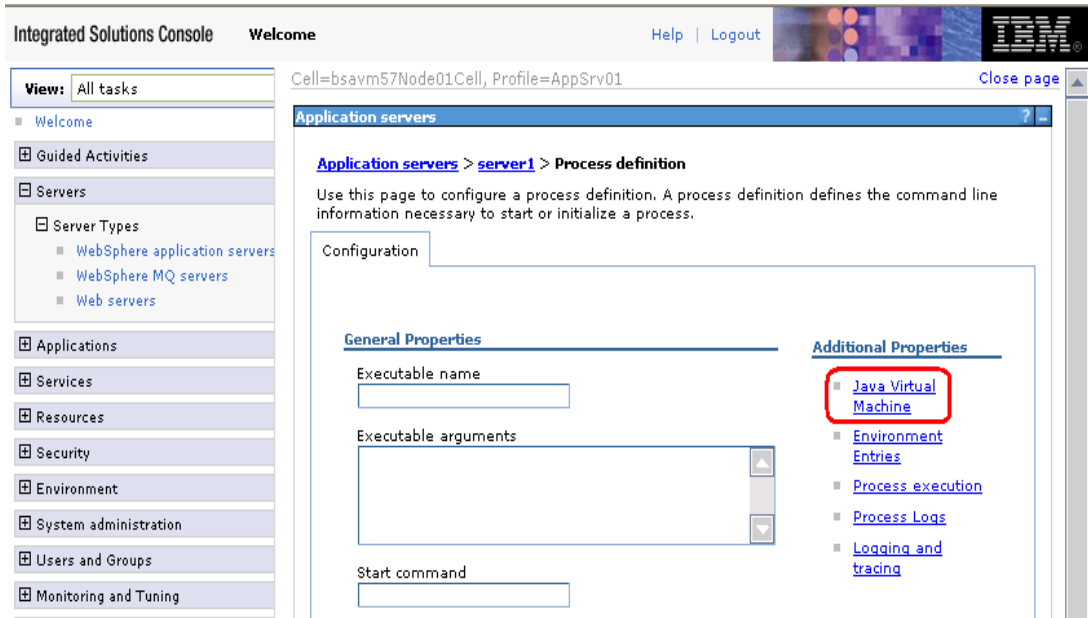 Integrated Solutions Console Welcome Help | Logout IBM®
Cell=bsavm57Node01Cell, Profile=AppSrv01 Close page
View: All tasks
Welcome
Guided Activities
Servers
Server Types
WebSphere application servers
WebSphere MQ servers
Web servers
Applications
Services
Resources
Security
Environment
System administration
Users and Groups
Monitoring and Tuning
Application servers ? -
Application servers > server1 > Process definition
Use this page to configure a process definition. A process definition defines the command line
information necessary to start or initialize a process.
Configuration
General Properties
Executable name
Executable arguments
Start command
Additional Properties
Java Virtual
Machine
Environment
Entries
Process execution
Process Logs
Logging and
tracing